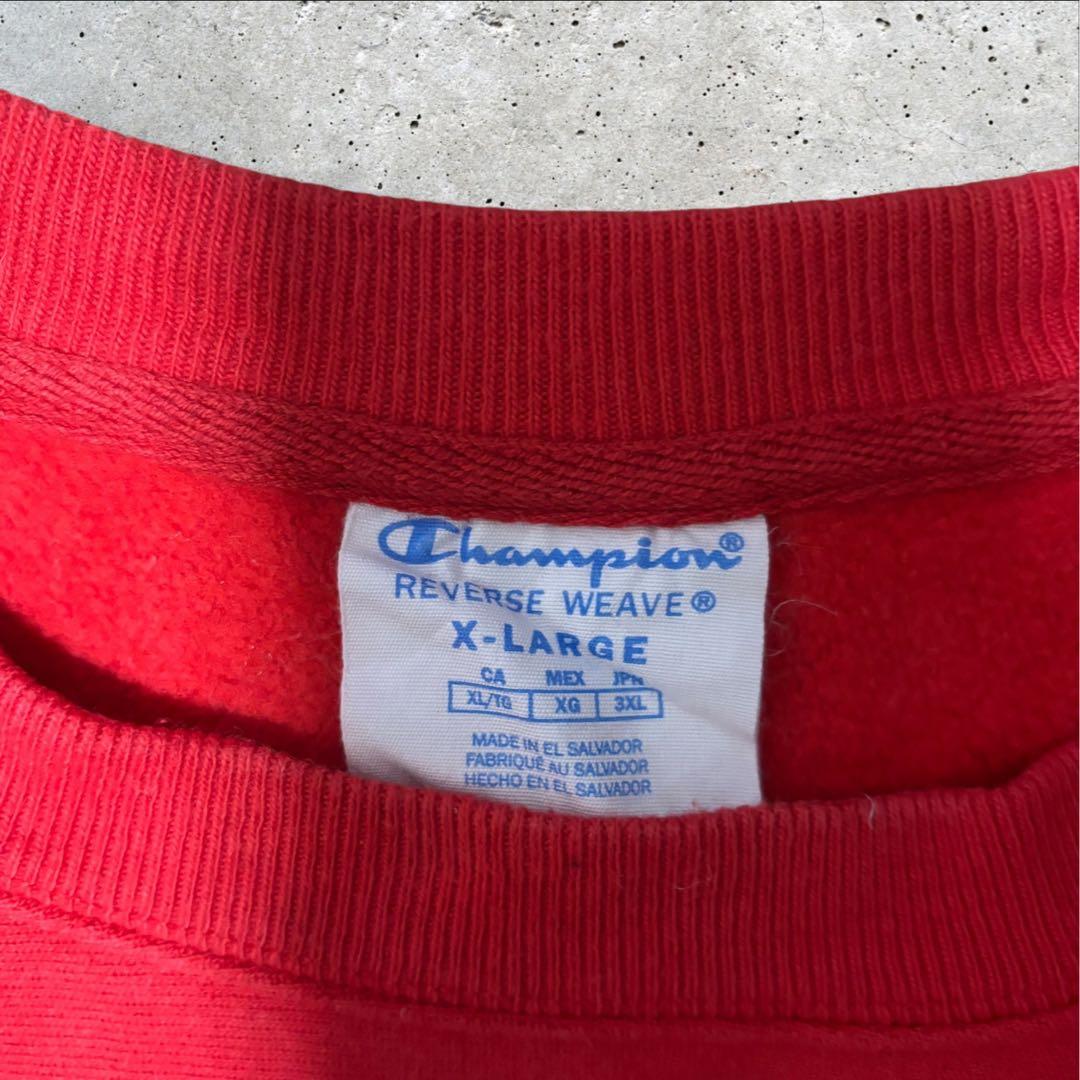 Champion®
REVERSE WEAVE®
X-LARGE
CA MEX JPN
XL/TG XG 3XL
MADE IN EL SALVADOR
FABRIQUÉ AU SALVADOR
HECHO EN EL SALVADOR